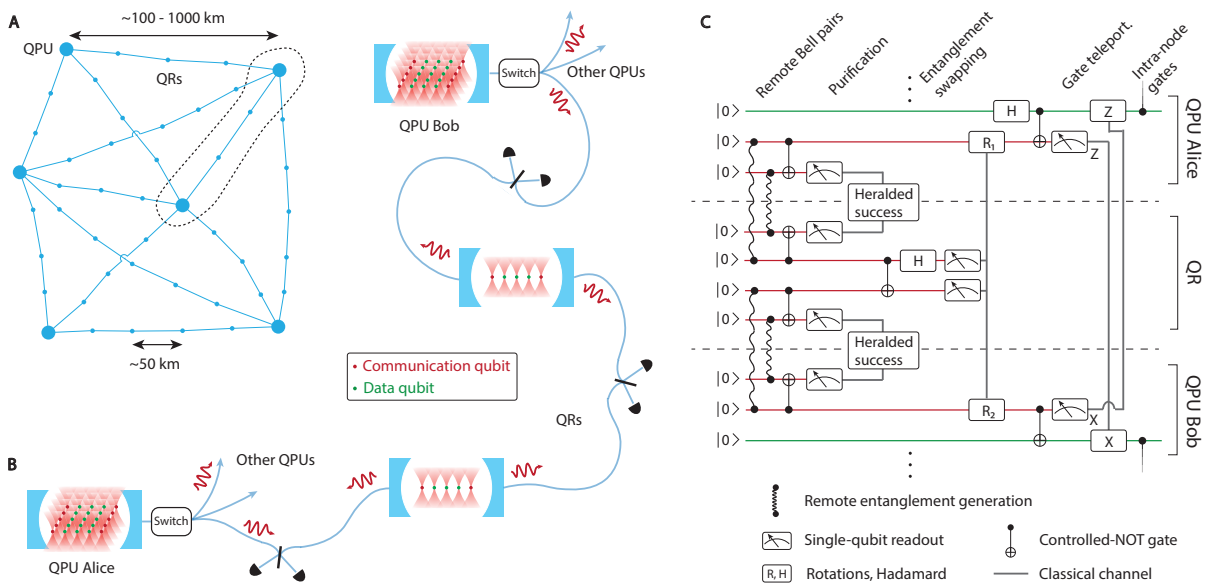 A
~100 - 1000 km
QPU
QRs
~50 km
B
QPU Bob
Switch
Other QPUs
• Communication qubit
• Data qubit
QRs
Other QPUs
Switch
QPU Alice
C
Remote Bell pairs
Purification
Entanglement
swapping
Gate teleport.
Intra-node
gates
|0>
H
Z
|0>
R1
Z
|0>
Heralded
success
|0>
|0>
H
|0>
|0>
Heralded
success
|0>
|0>
R2
X
|0>
X
QPU Alice
QR
QPU Bob
Remote entanglement generation
Single-qubit readout
Controlled-NOT gate
R, H
Rotations, Hadamard
Classical channel